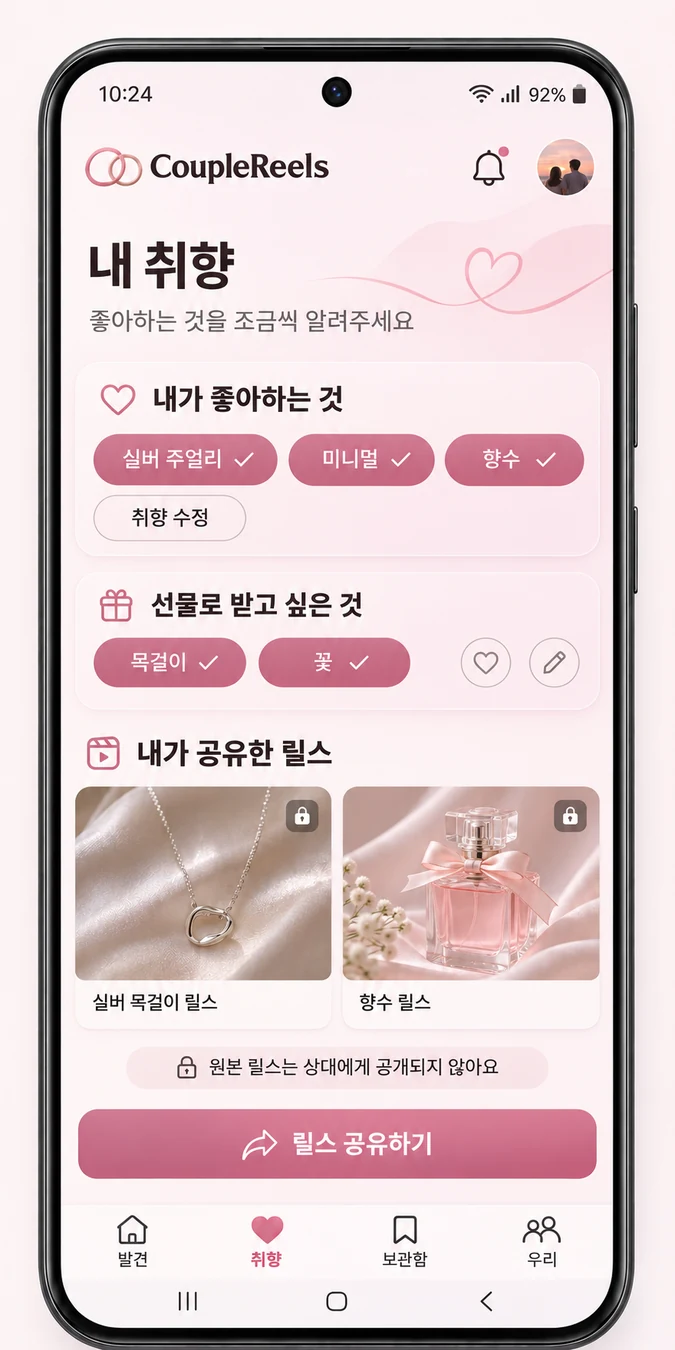 10:24
92%
CoupleReels
내 취향
좋아하는 것을 조금씩 알려주세요
내가 좋아하는 것
실버 주얼리 미니멀 향수
취향 수정
선물로 받고 싶은 것
목걸이 꽃
내가 공유한 릴스
실버 목걸이 릴스
향수 릴스
원본 릴스는 상대에게 공개되지 않아요
릴스 공유하기
발견 취향 보관함 우리